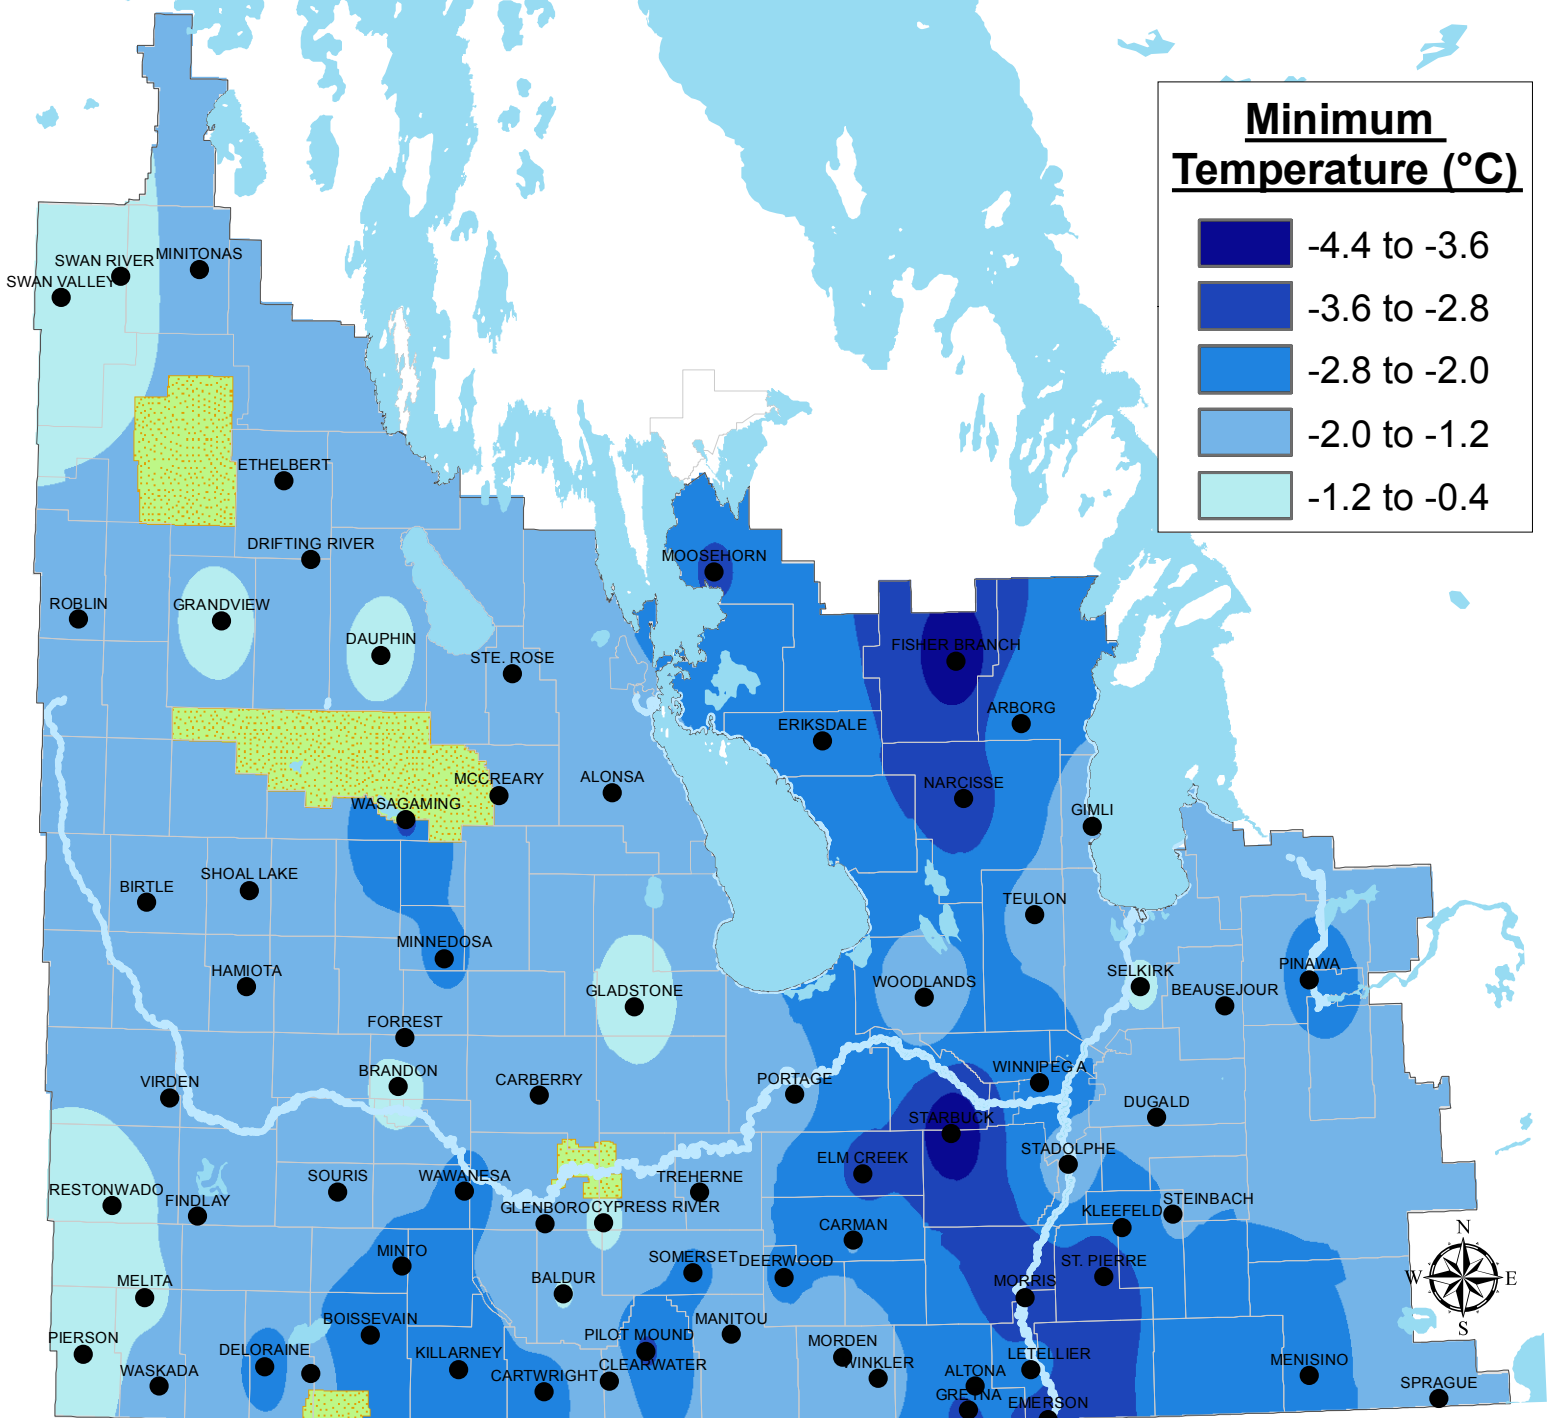 Minimum
Temperature (°C)
-4.4 to -3.6
-3.6 to -2.8
-2.8 to -2.0
-2.0 to -1.2
-1.2 to -0.4
SWAN RIVER
MINITONAS
SWAN VALLEY
ETHELBERT
DRIFTING RIVER
MOOSEHORN
ROBLIN
GRANDVIEW
DAUPHIN
STE. ROSE
FISHER BRANCH
ARBORG
ERIKSDALE
MCCREARY
ALONSA
NARCISSE
WASAGAMING
GIMLI
SHOAL LAKE
BIRTLE
TEULON
MINNEDOSA
HAMIOTA
GLADSTONE
WOODLANDS
SELKIRK
PINAWA
BEAUSEJOUR
FORREST
BRANDON
VIRDEN
CARBERRY
PORTAGE
WINNIPEG A
DUGALD
STARBUCK
STADOLPHE
ELM CREEK
SOURIS
WAWANESA
TREHERNE
RESTONWADO
FINDLAY
STEINBACH
GLENBORO
CYPRESS RIVER
KLEEFELD
CARMAN
MINTO
SOMERSET
DEERWOOD
ST. PIERRE
MELITA
BALDUR
MORRIS
BOISSEVAIN
MANITOU
PIERSON
PILOT MOUND
MORDEN
DELORAINE
KILLARNEY
LETELLIER
WINKLER
CLEARWATER
WASKADA
CARTWRIGHT
ALTONA
MENISINO
SPRAGUE
GRETNA
EMERSON
N
W
E
S